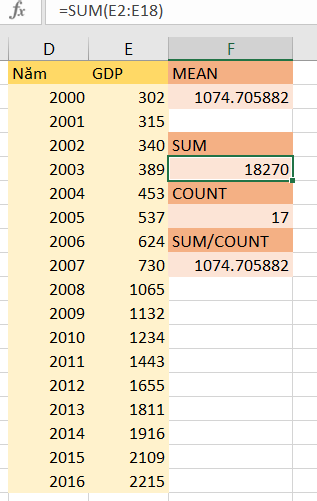 fx =SUM(E2:E18)
D E F
Năm GDP MEAN
2000 302 1074.705882
2001 315
2002 340 SUM
2003 389 18270
2004 453 COUNT
2005 537 17
2006 624 SUM/COUNT
2007 730 1074.705882
2008 1065
2009 1132
2010 1234
2011 1443
2012 1655
2013 1811
2014 1916
2015 2109
2016 2215